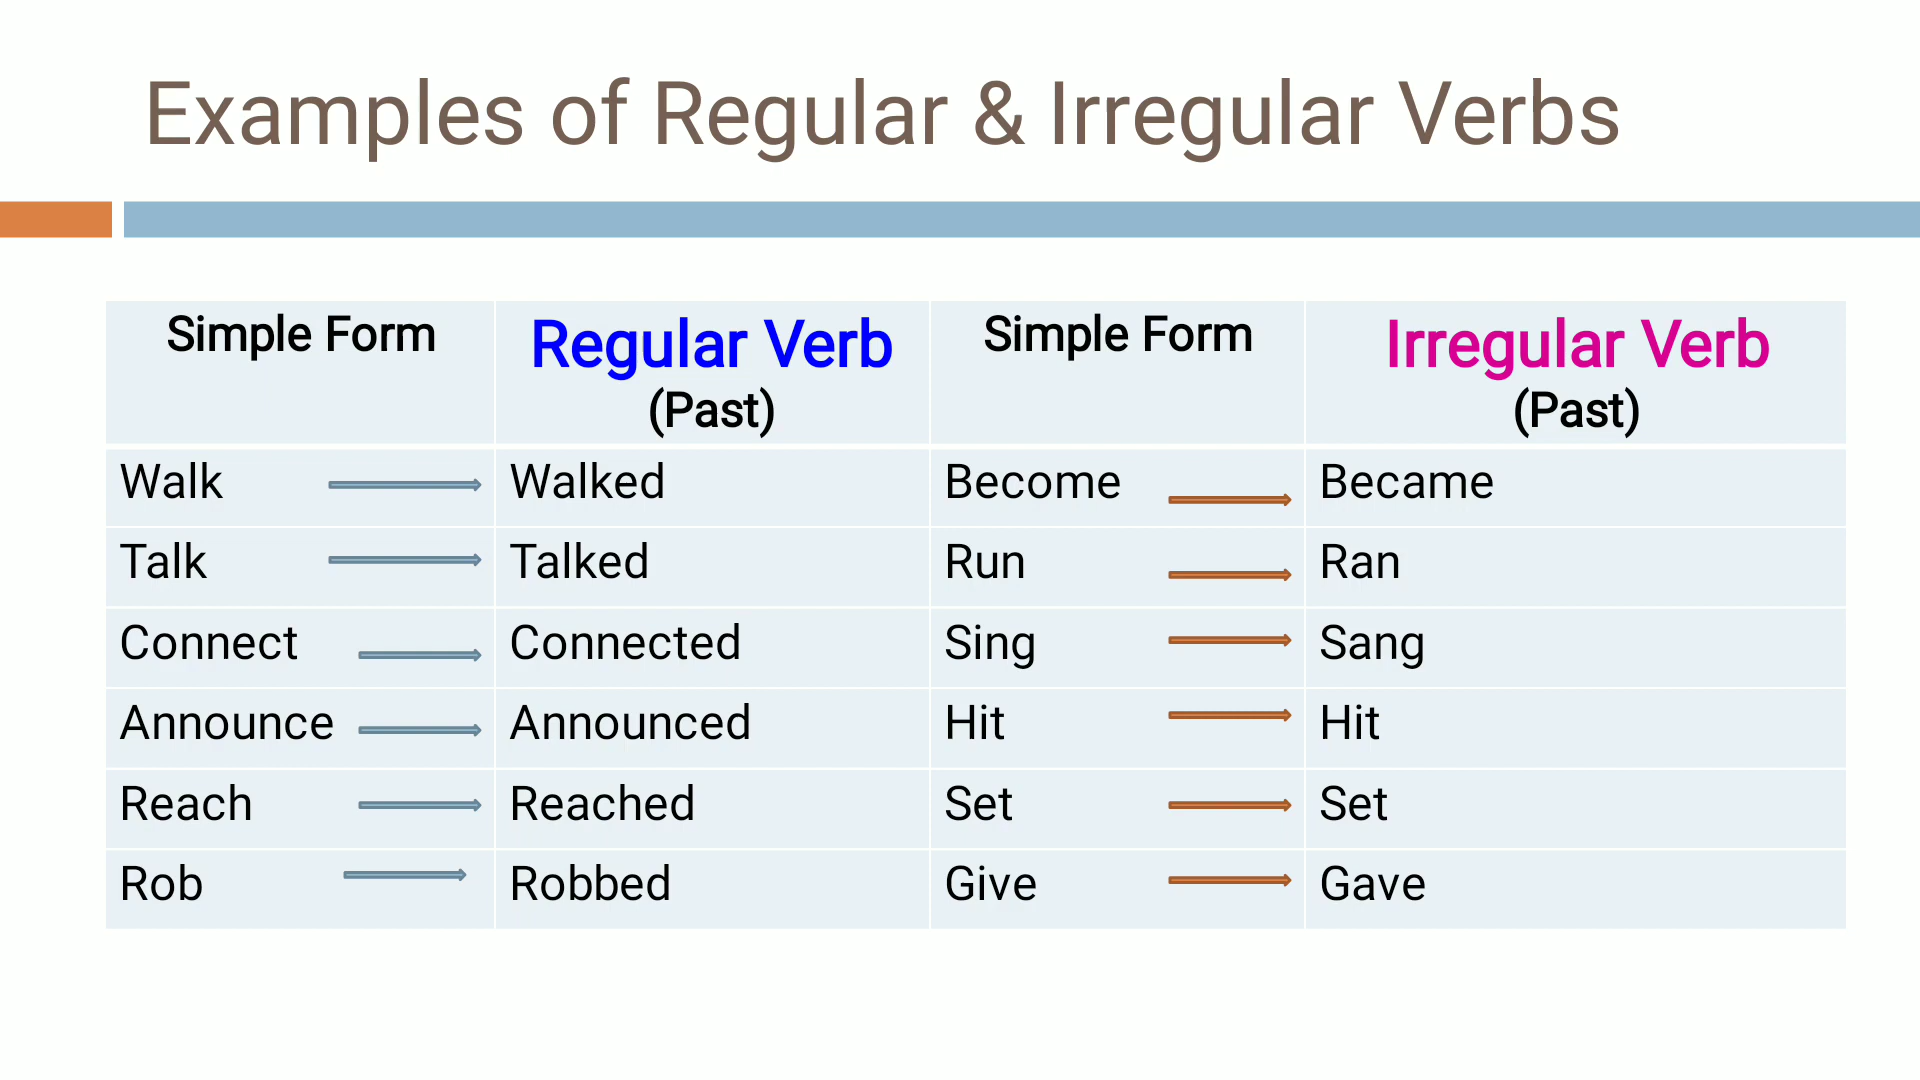 Examples of Regular & Irregular Verbs
Simple Form Regular Verb Simple Form Irregular Verb
(Past) (Past)
Walk Walked Become Became
Talk Talked Run Ran
Connect Connected Sing Sang
Announce Announced Hit Hit
Reach Reached Set Set
Rob Robbed Give Gave